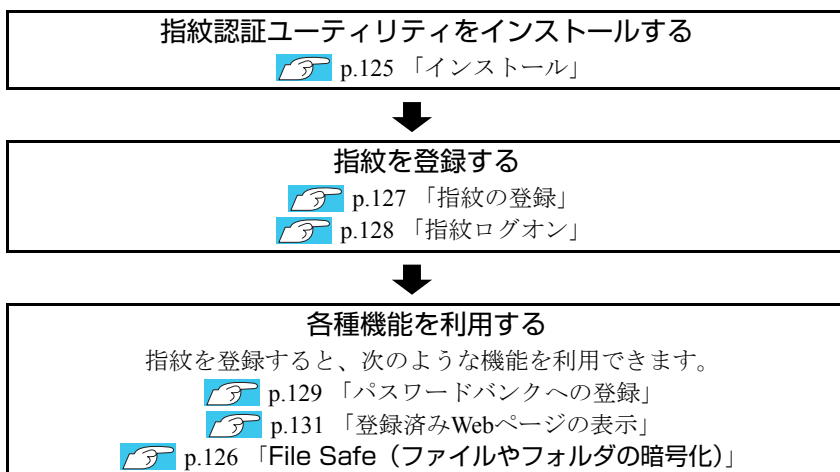 指紋認証ユーティリティをインストールする
p.125 「インストール」
指紋を登録する
p.127 「指紋の登録」
p.128 「指紋ログオン」
各種機能を利用する
指紋を登録すると、次のような機能を利用できます。
p.129 「パスワードバンクへの登録」
p.131 「登録済みWebページの表示」
p.126 「File Safe（ファイルやフォルダの暗号化）」